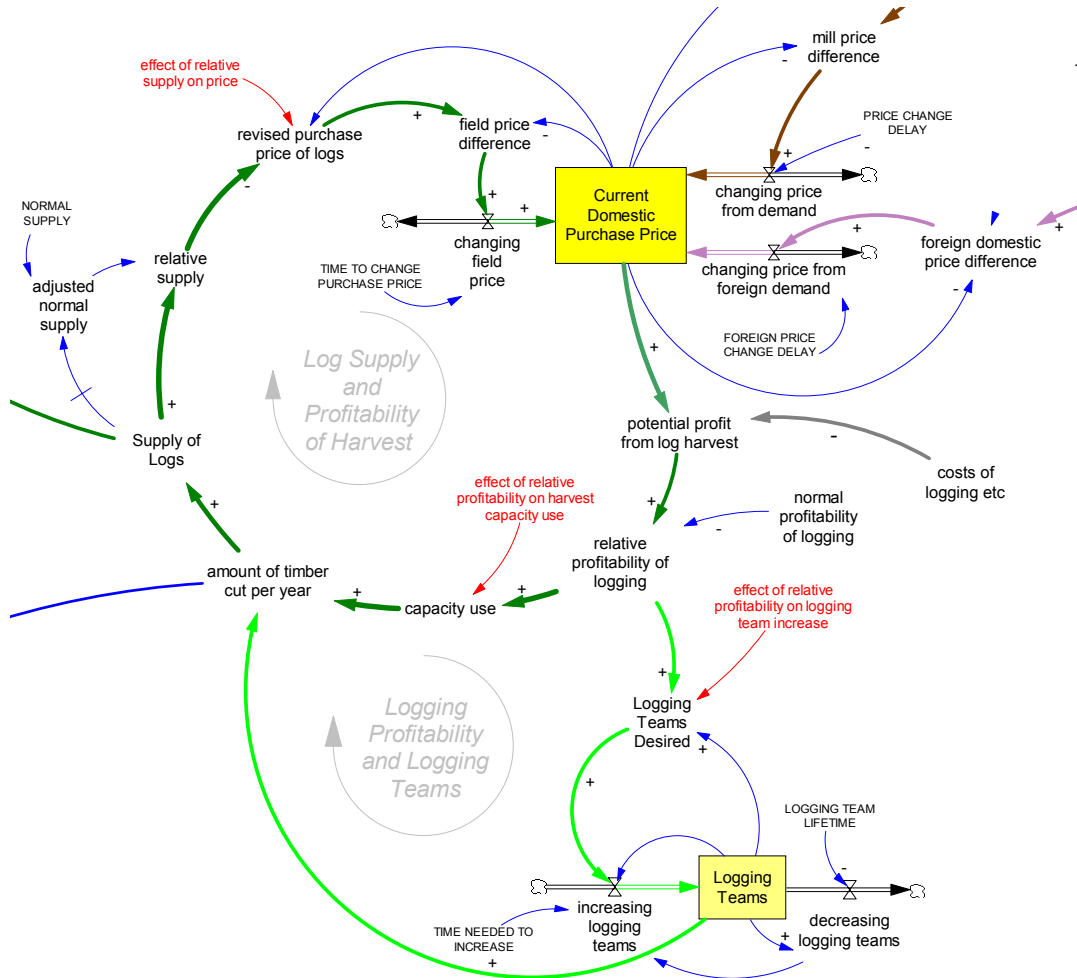 effect of relative
supply on price
revised purchase
price of logs
+
field price
difference
-
mill price
difference
-
PRICE CHANGE
DELAY
-
+
changing price
from demand
Current
Domestic
Purchase Price
+
+
changing
field
price
-
NORMAL
SUPPLY
relative
supply
adjusted
normal
supply
TIME TO CHANGE
PURCHASE PRICE
changing price from
foreign demand
+
foreign domestic
price difference
+
-
FOREIGN PRICE
CHANGE DELAY
Log Supply
and
Profitability
of Harvest
+
+
Supply of
Logs
potential profit
from log harvest
-
costs of
logging etc
effect of relative
profitability on harvest
capacity use
+
normal
profitability
of logging
-
+
relative
profitability of
logging
amount of timber
cut per year
+
capacity use
+
effect of relative
profitability on logging
team increase
Logging
Profitability
and Logging
Teams
+
Logging
Teams
Desired
+
+
LOGGING TEAM
LIFETIME
-
Logging
Teams
increasing
logging
teams
TIME NEEDED TO
INCREASE
+
+
decreasing
logging teams